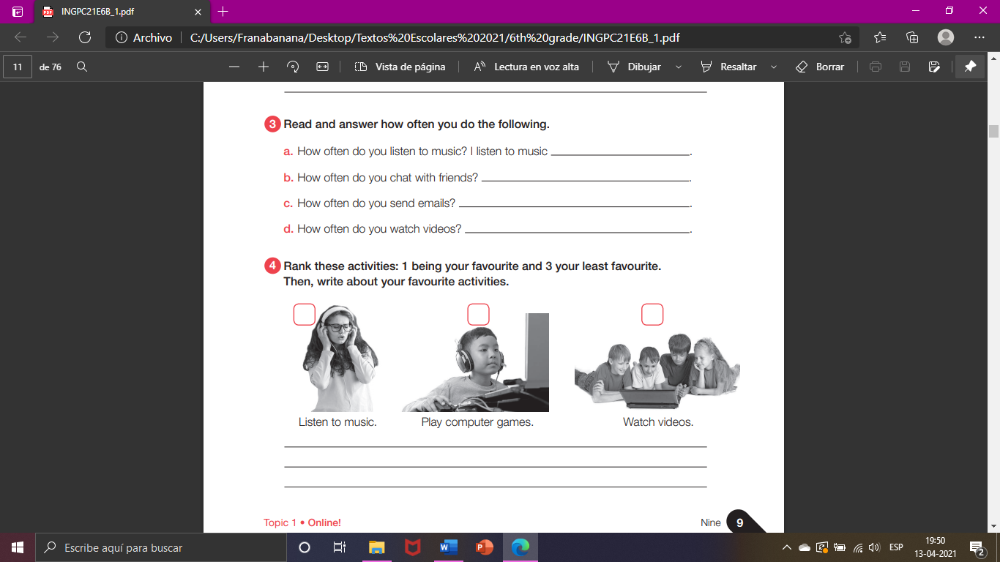 INGPC21E6B_1.pdf
Archivo C:/Users/Franabanana/Desktop/Textos%20Escolares%202021/6th%20grade/INGPC21E6B_1.pdf
11 de 76 Vista de página Lectura en voz alta Dibujar Resaltar Borrar
3 Read and answer how often you do the following.
a. How often do you listen to music? I listen to music ____________________.
b. How often do you chat with friends? ____________________.
c. How often do you send emails? ____________________.
d. How often do you watch videos? ____________________.
4 Rank these activities: 1 being your favourite and 3 your least favourite.
Then, write about your favourite activities.
Listen to music. Play computer games. Watch videos.
Topic 1 • Online! Nine 9
Escribe aquí para buscar ESP 19:50
13-04-2021 2